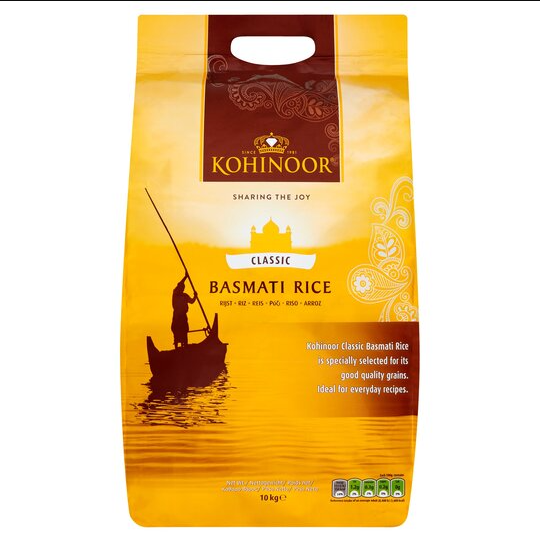 SINCE 1981
KOHINOOR®
SHARING THE JOY
CLASSIC
BASMATI RICE
RIJST • RIZ • REIS • Ρύζι • RISO • ARROZ
Kohinoor Classic Basmati Rice
is specially selected for its
good quality grains.
Ideal for everyday recipes.
10kg℮